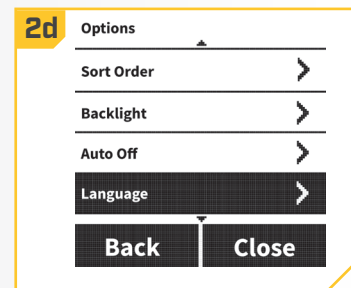 2d
Options
Sort Order
Backlight
Auto Off
Language
Back Close